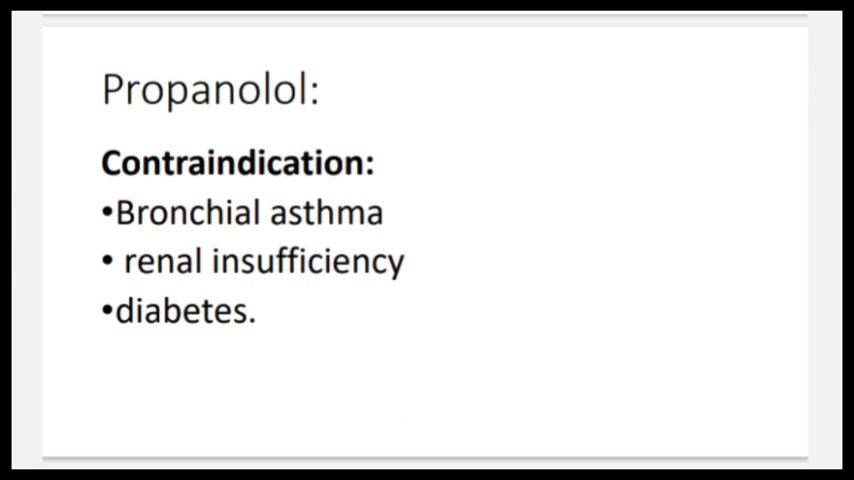 Propanolol:
Contraindication:
•Bronchial asthma
• renal insufficiency
•diabetes.